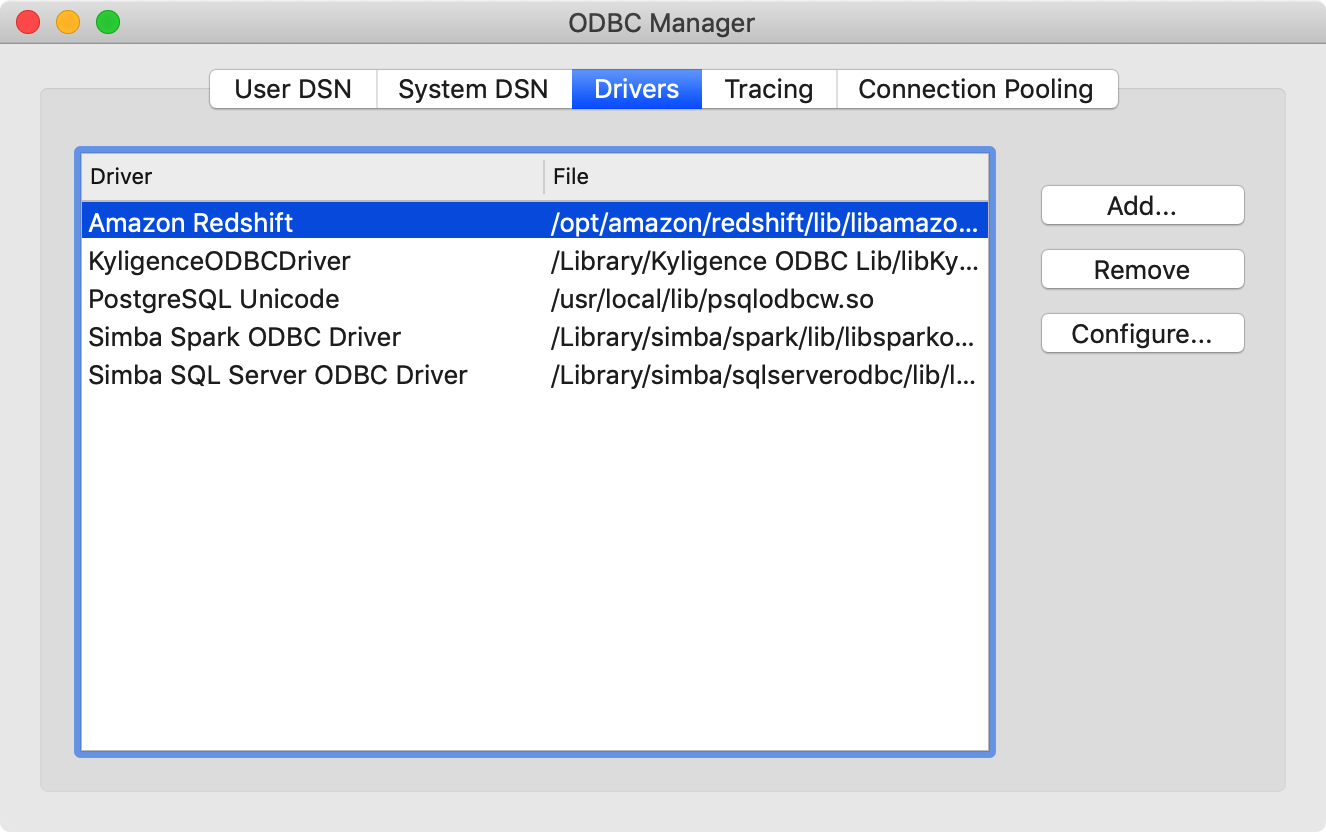 ODBC Manager
User DSN System DSN Drivers Tracing Connection Pooling
Driver File
Add...
Amazon Redshift /opt/amazon/redshift/lib/libamazo...
KyligenceODBCDriver /Library/Kyligence ODBC Lib/libKy...
Remove
PostgreSQL Unicode /usr/local/lib/psqlodbcw.so
Simba Spark ODBC Driver /Library/simba/spark/lib/libsparko...
Configure...
Simba SQL Server ODBC Driver /Library/simba/sqlserverodbc/lib/l...